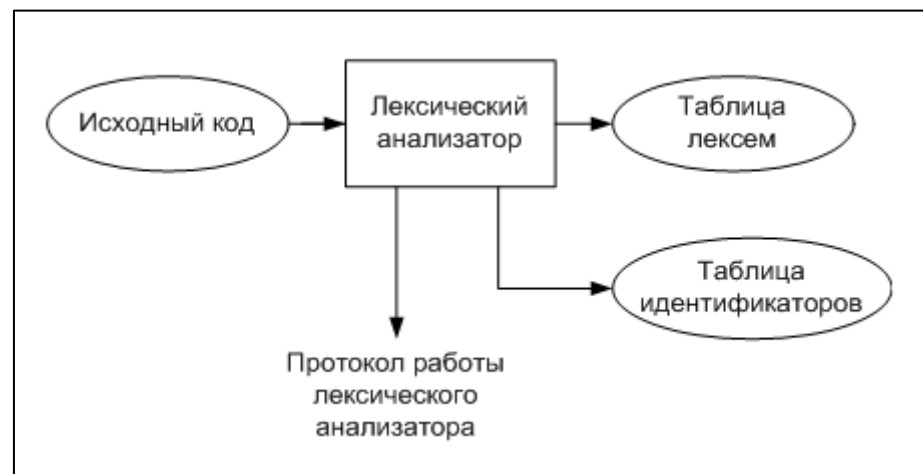 Исходный код
Лексический
анализатор
Таблица
лексем
Таблица
идентификаторов
Протокол работы
лексического
анализатора